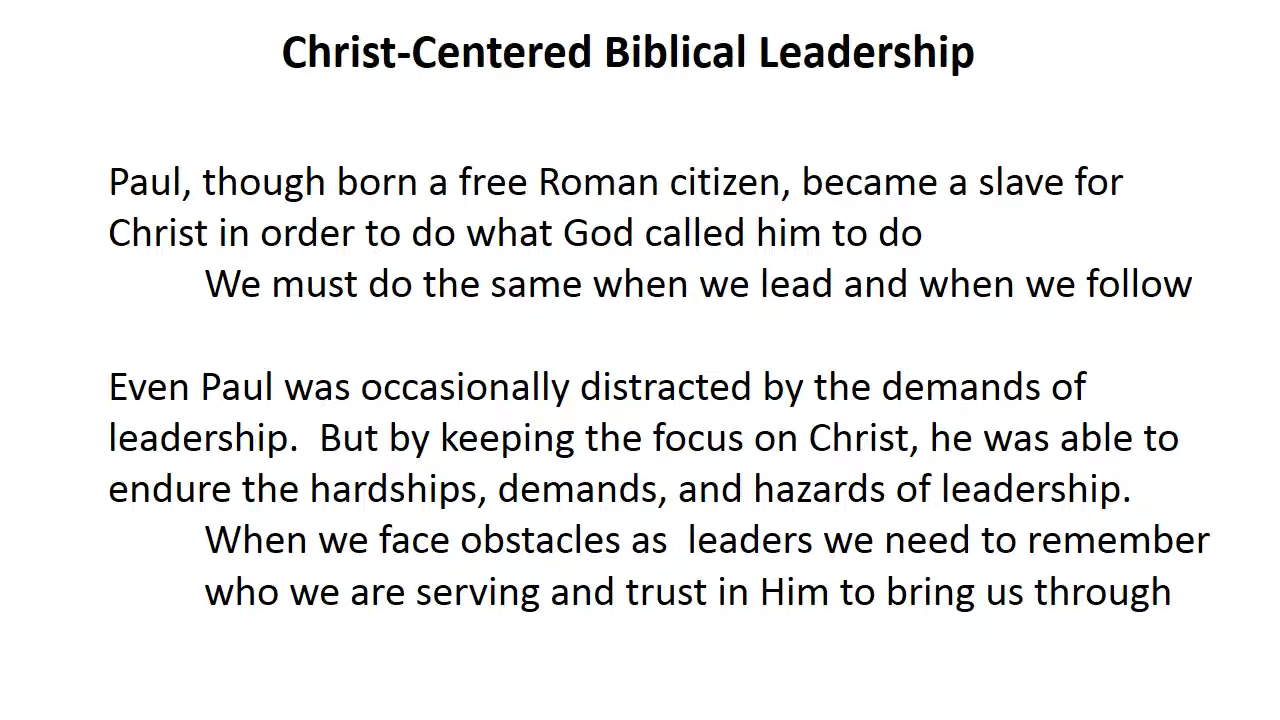 Christ-Centered Biblical Leadership
Paul, though born a free Roman citizen, became a slave for
Christ in order to do what God called him to do
We must do the same when we lead and when we follow
Even Paul was occasionally distracted by the demands of
leadership.  But by keeping the focus on Christ, he was able to
endure the hardships, demands, and hazards of leadership.
When we face obstacles as  leaders we need to remember
who we are serving and trust in Him to bring us through